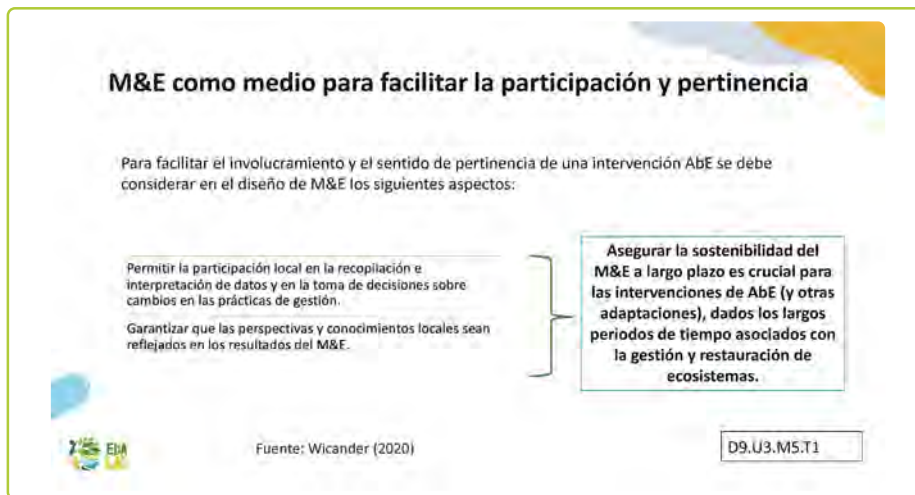 M&E como medio para facilitar la participación y pertinencia
Para facilitar el involucramiento y el sentido de pertinencia de una intervención AbE se debe
considerar en el diseño de M&E los siguientes aspectos:
Permitir la participación local en la recopilación e
interpretación de datos y en la toma de decisiones sobre
cambios en las prácticas de gestión.
Garantizar que las perspectivas y conocimientos locales sean
reflejados en los resultados del M&E.
Asegurar la sostenibilidad del
M&E a largo plazo es crucial para
las intervenciones de AbE (y otras
adaptaciones), dados los largos
periodos de tiempo asociados con
la gestión y restauración de
ecosistemas.
EbA
LAC
Fuente: Wicander (2020)
D9.U3.M5.T1